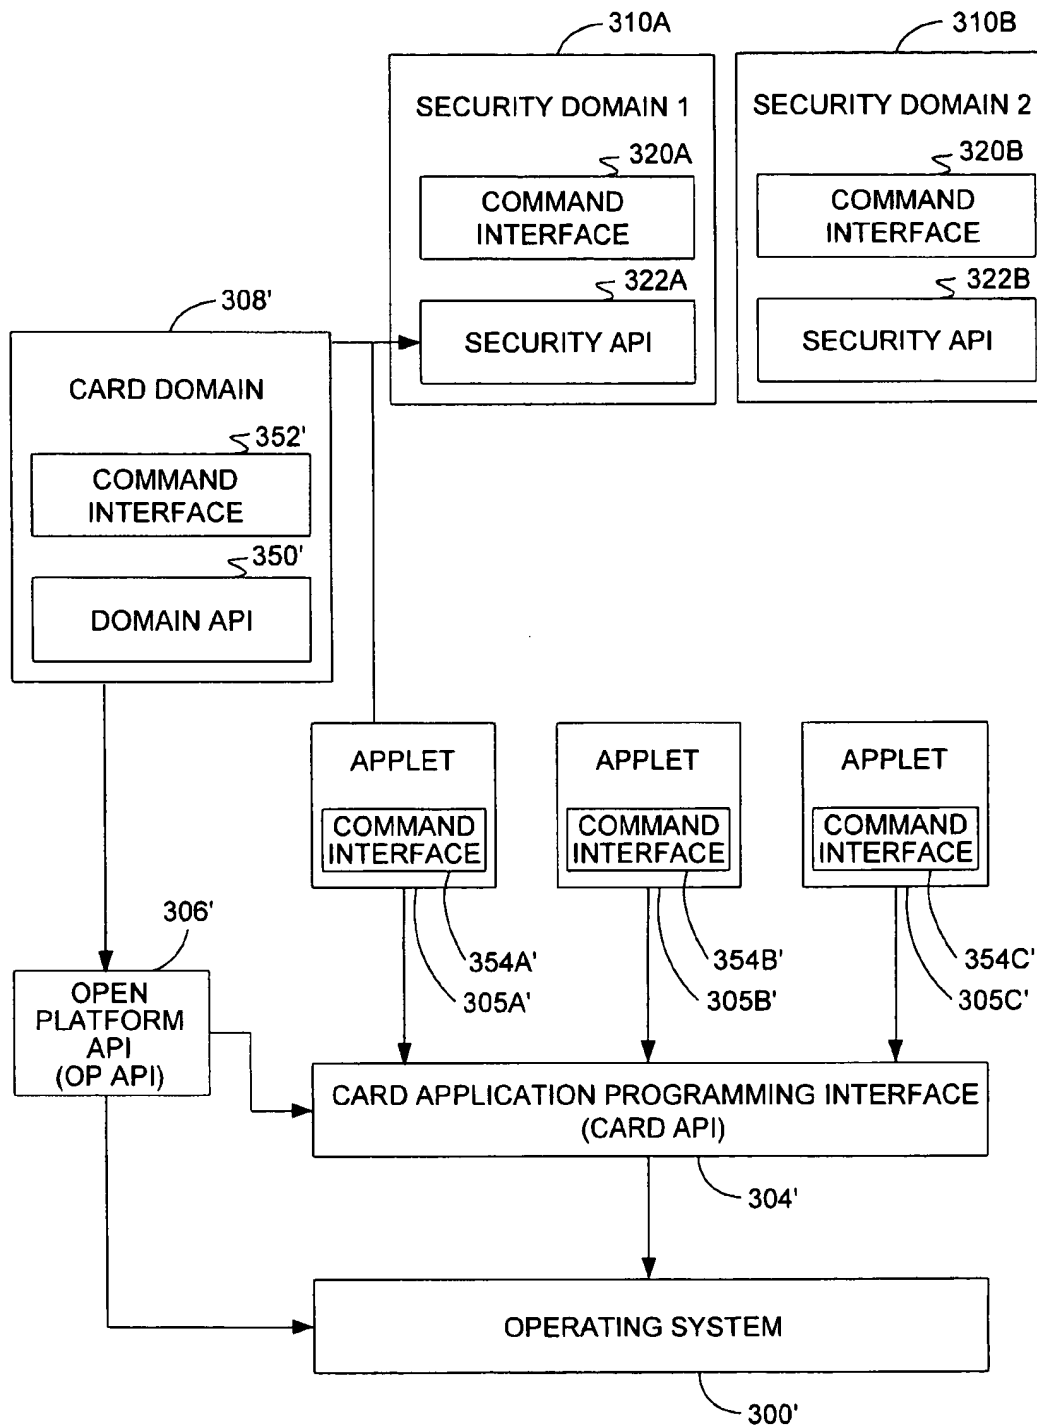 310A
310B
SECURITY DOMAIN 1
SECURITY DOMAIN 2
320A
320B
COMMAND
INTERFACE
COMMAND
INTERFACE
322A
322B
SECURITY API
SECURITY API
308'
CARD DOMAIN
352'
COMMAND
INTERFACE
350'
DOMAIN API
APPLET
APPLET
APPLET
COMMAND
INTERFACE
COMMAND
INTERFACE
COMMAND
INTERFACE
354A'
354B'
354C'
305A'
305B'
305C'
306'
OPEN
PLATFORM
API
(OP API)
CARD APPLICATION PROGRAMMING INTERFACE
(CARD API)
304'
OPERATING SYSTEM
300'